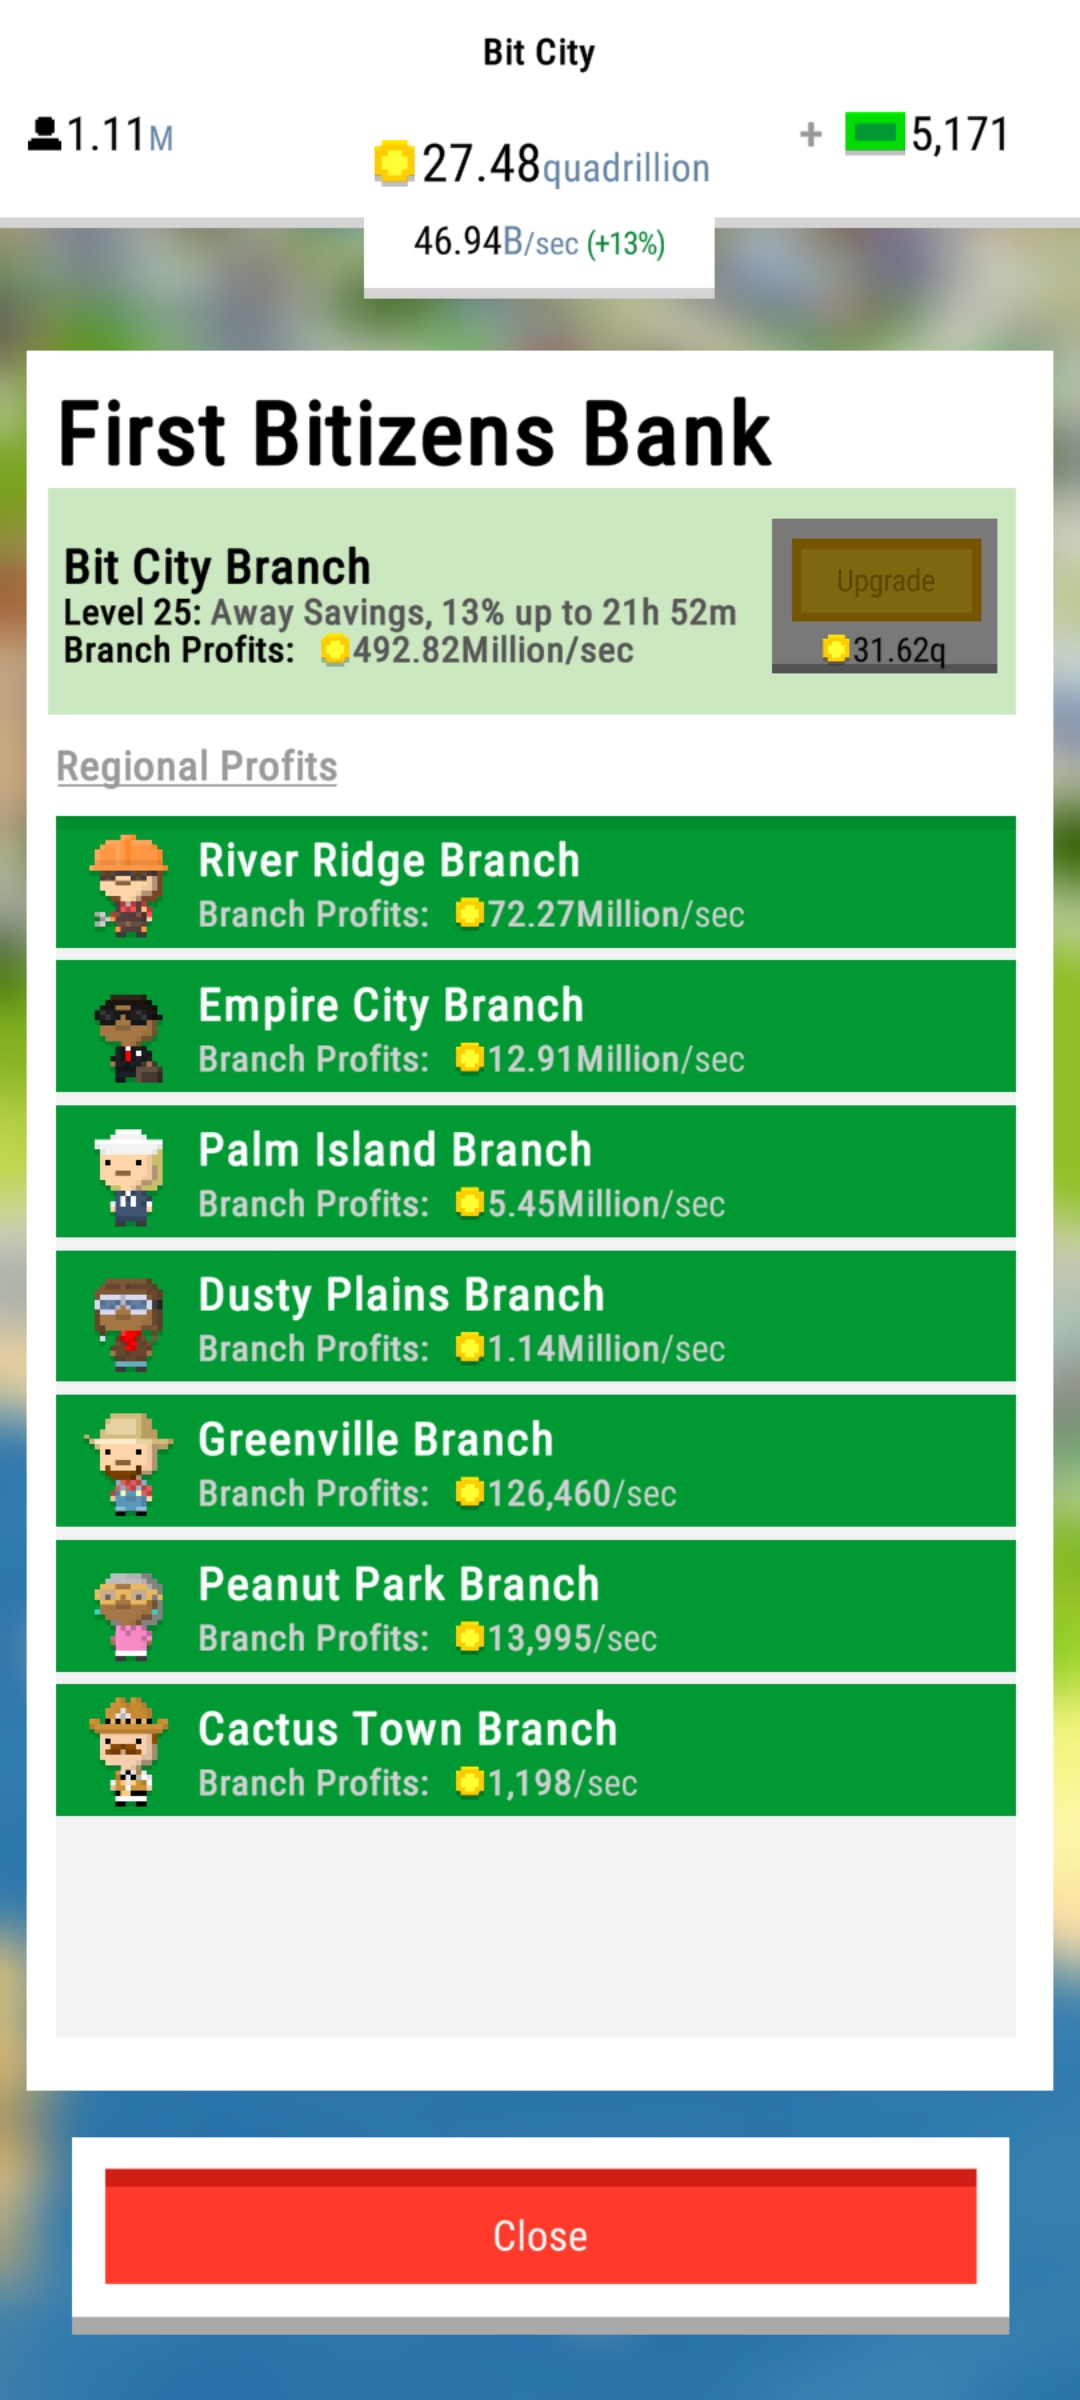 Bit City
1.11M
27.48quadrillion
+ 5,171
46.94B/sec (+13%)
First Bitizens Bank
Bit City Branch
Level 25: Away Savings, 13% up to 21h 52m
Branch Profits: 492.82Million/sec
Upgrade
31.62q
Regional Profits
River Ridge Branch
Branch Profits: 72.27Million/sec
Empire City Branch
Branch Profits: 12.91Million/sec
Palm Island Branch
Branch Profits: 5.45Million/sec
Dusty Plains Branch
Branch Profits: 1.14Million/sec
Greenville Branch
Branch Profits: 126,460/sec
Peanut Park Branch
Branch Profits: 13,995/sec
Cactus Town Branch
Branch Profits: 1,198/sec
Close